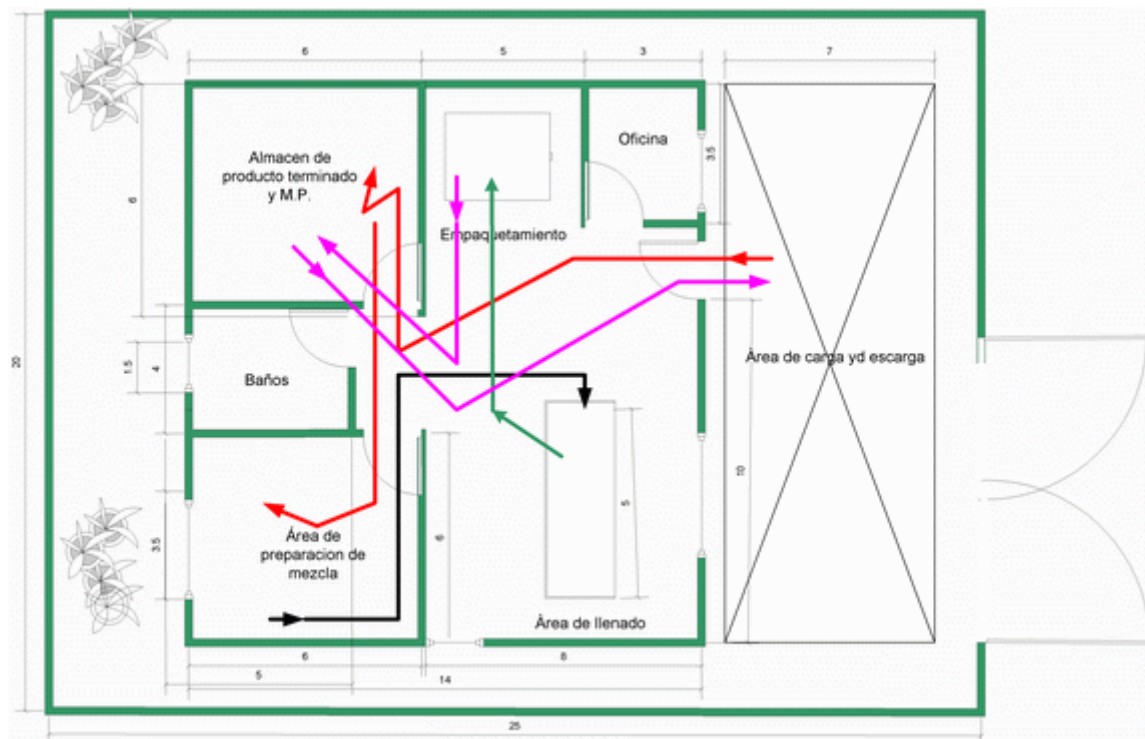 6
5
3
7
Almacen de
producto terminado
y M.P.
Oficina
3.5
6
Empaquetamiento
20
1.5
4
Baños
Área de carga yd escarga
10
3.5
6
5
Área de
preparacion de
mezcla
Área de llenado
6
8
5
14
25